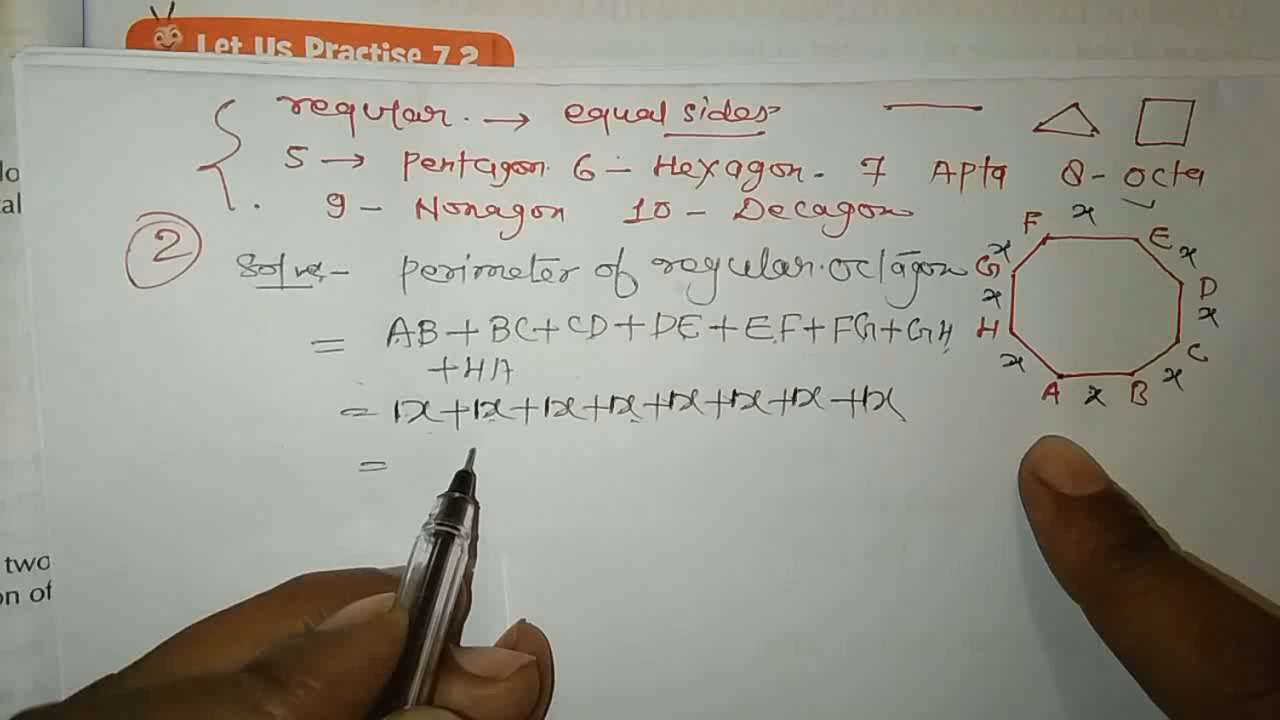 Let Us Practise 7.2
regular. → equal sides
5 → Pentagon. 6 - Hexagon. 7 Apta 8 - octa
9 - Nonagon 10 - Decagon
2
Solve - perimeter of regular octagon
= AB + BC + CD + DE + EF + FG + GH
+ HA
= 1x + 1x + 1x + 1x + 1x + 1x + 1x + 1x
=
F x E
G x x D
x x
H C
x x
A x B
al
two
on of